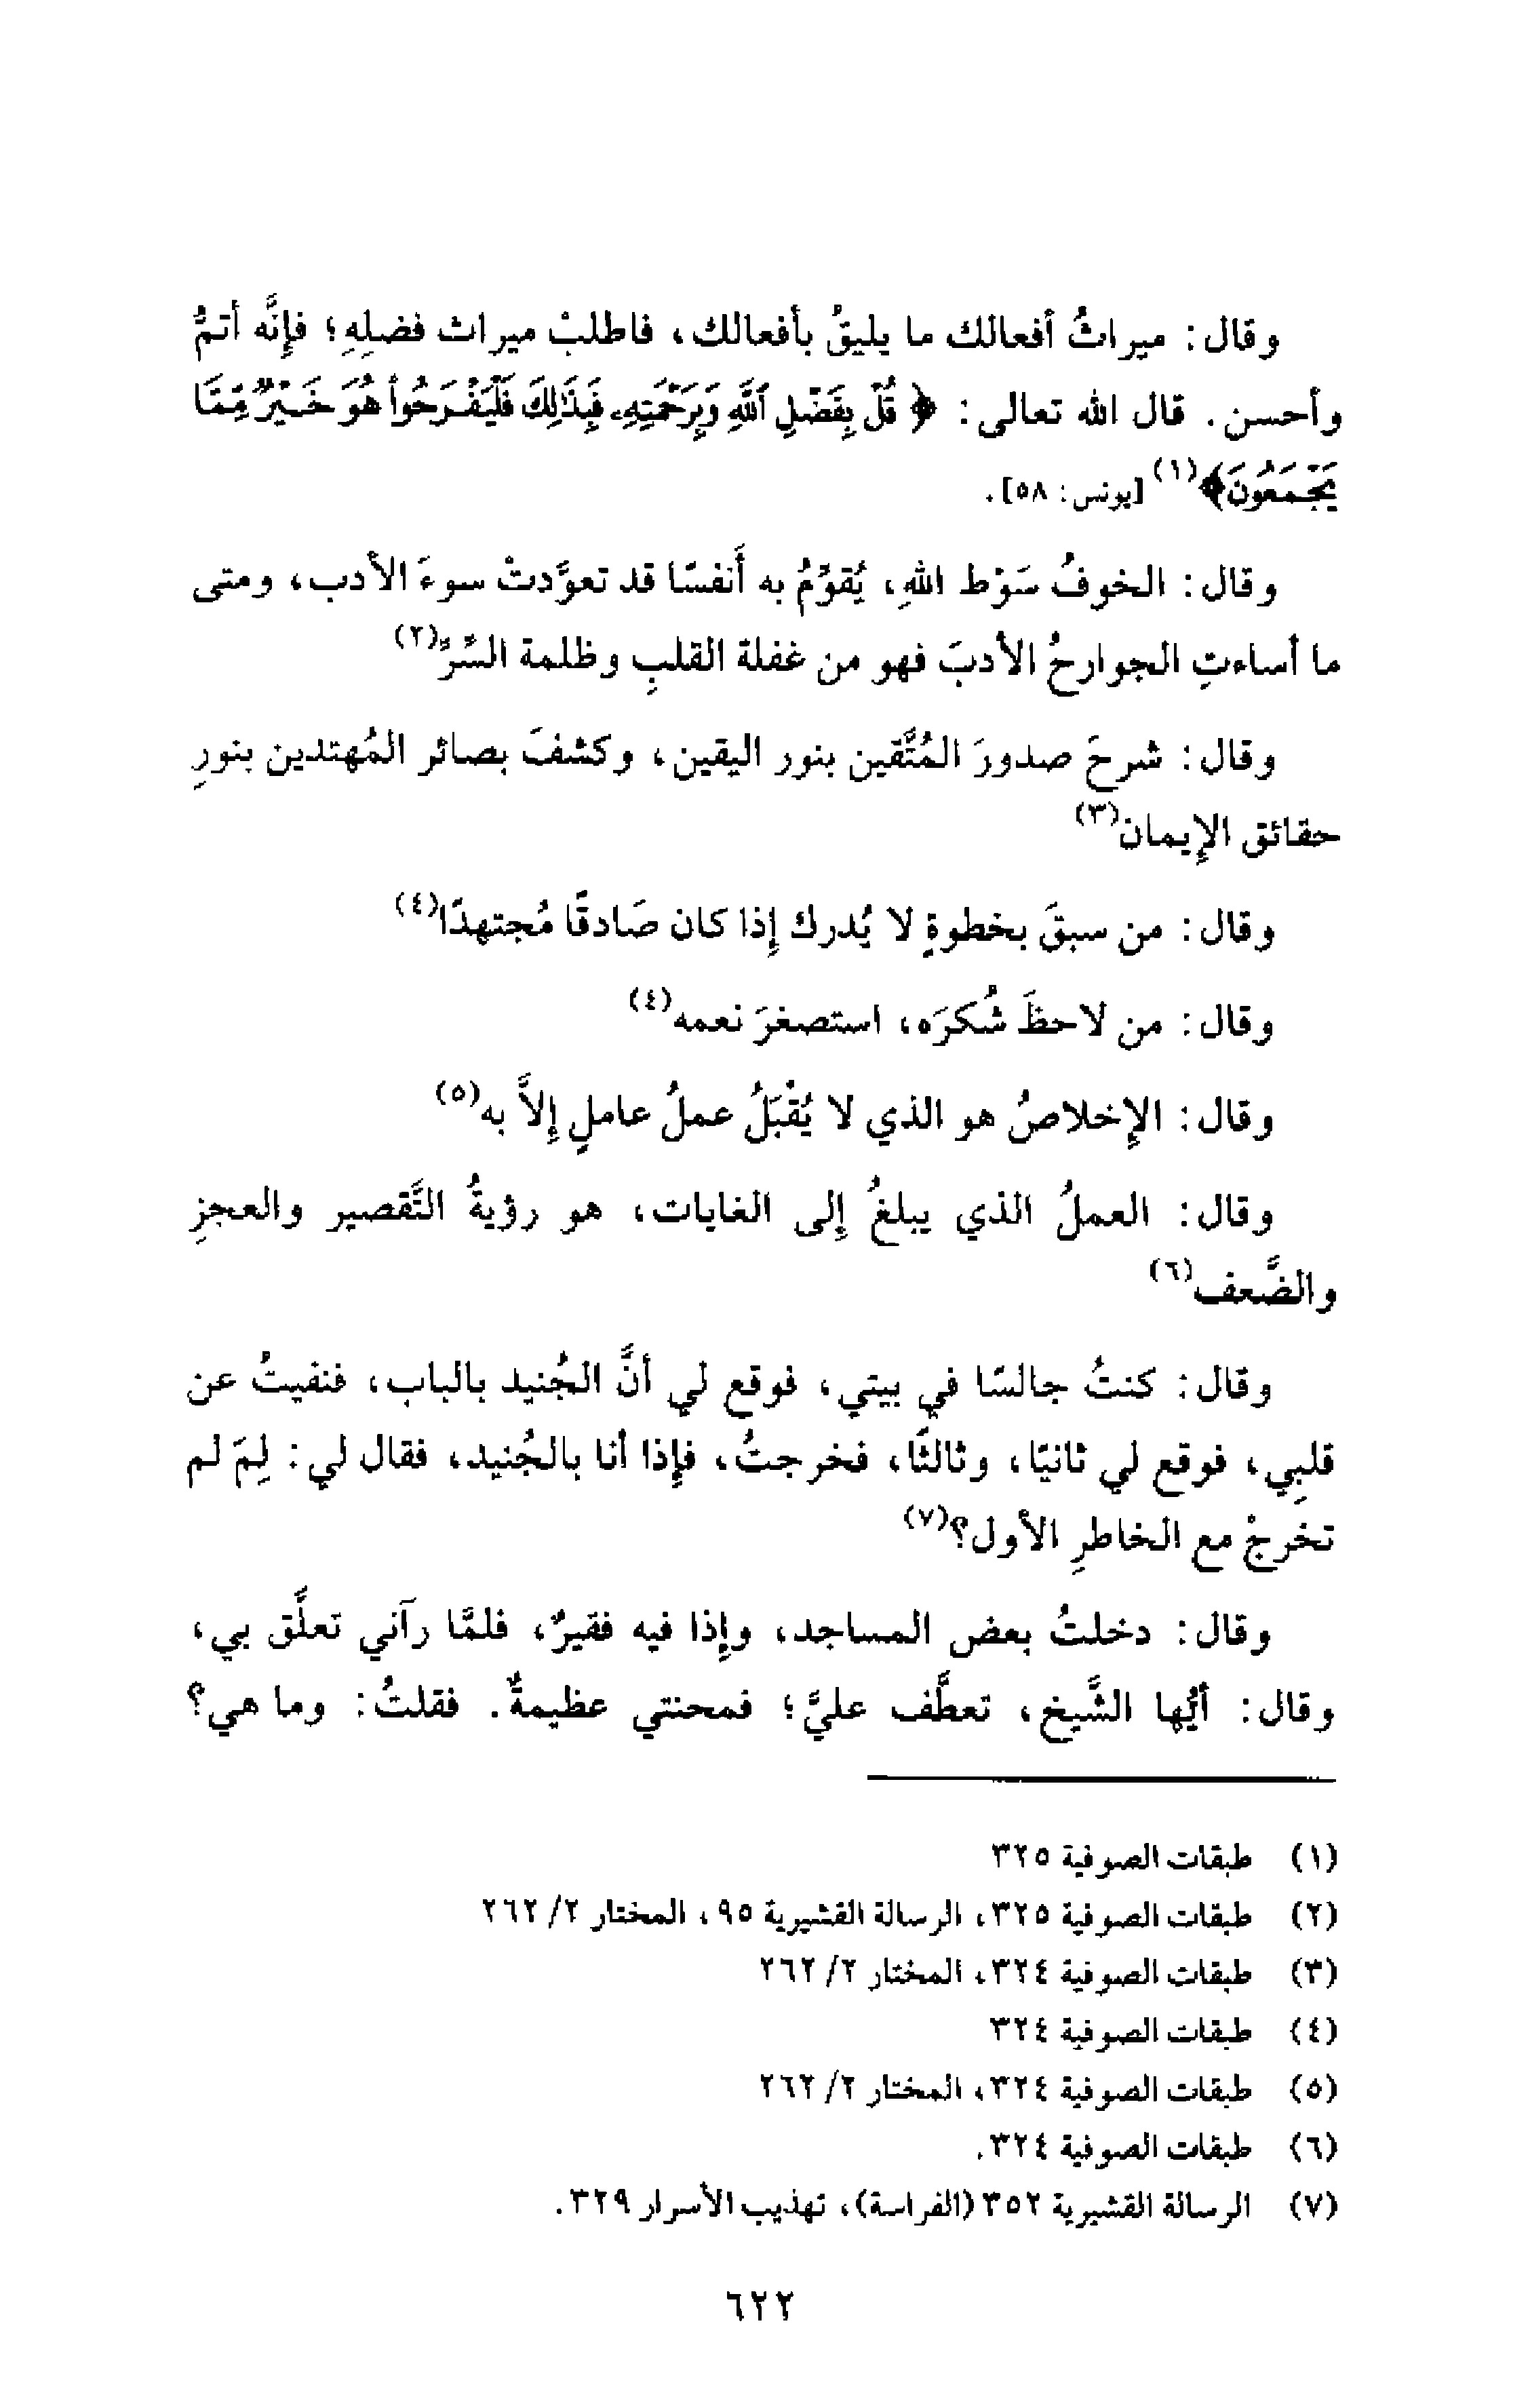 وقال: ميراثُ أفعالك ما يليقُ بأفعالك، فاطلبْ ميراث فضلِهِ؛ فإنَّه أتمُّ
وأحسن. قال الله تعالى: ﴿ قُلْ بِفَضْلِ ٱللَّهِ وَبِرَحْمَتِهِۦ فَبِذَٰلِكَ فَلْيَفْرَحُوا۟ هُوَ خَيْرٌ مِّمَّا
يَجْمَعُونَ﴾(١) [يونس: ٥٨].
وقال: الخوفُ سَوْط اللهِ، يُقوِّمُ به أَنفسًا قد تعوَّدتْ سوءَ الأدب، ومتى
ما أساءتِ الجوارحُ الأدبَ فهو من غفلة القلبِ وظلمة السِّرِّ(٢)
وقال: شرحَ صدورَ المُتَّقين بنور اليقين، وكشفَ بصائر المُهتدين بنورِ
حقائق الإيمان(٣)
وقال: من سبقَ بخطوةٍ لا يُدرك إذا كان صَادقًا مُجتهدًا(٤)
وقال: من لاحظَ شُكرَه، استصغرَ نعمه(٤)
وقال: الإخلاصُ هو الذي لا يُقْبَلُ عملُ عاملٍ إلاَّ به(٥)
وقال: العملُ الذي يبلغُ إلى الغايات، هو رؤيةُ التَّقصير والعجزِ
والضَّعف(٦)
وقال: كنتُ جالسًا في بيتي، فوقع لي أنَّ الجُنيد بالباب، فنفيتُ عن
قلبِي، فوقع لي ثانيًا، وثالثًا، فخرجتُ، فإذا أنا بالجُنيد، فقال لي: لِمَ لم
تخرجْ مع الخاطرِ الأول؟(٧)
وقال: دخلتُ بعض المساجد، وإذا فيه فقيرٌ، فلمَّا رآني تعلَّق بي،
وقال: أيُّها الشَّيخ، تعطَّف عليَّ؛ فمحنتي عظيمةٌ. فقلتُ: وما هي؟
(١) طبقات الصوفية ٣٢٥
(٢) طبقات الصوفية ٣٢٥، الرسالة القشيرية ٩٥، المختار ٢/ ٢٦٢
(٣) طبقات الصوفية ٣٢٤، المختار ٢/ ٢٦٢
(٤) طبقات الصوفية ٣٢٤
(٥) طبقات الصوفية ٣٢٤، المختار ٢/ ٢٦٢
(٦) طبقات الصوفية ٣٢٤.
(٧) الرسالة القشيرية ٣٥٢ (الفراسة)، تهذيب الأسرار ٣٢٩.
٦٢٢